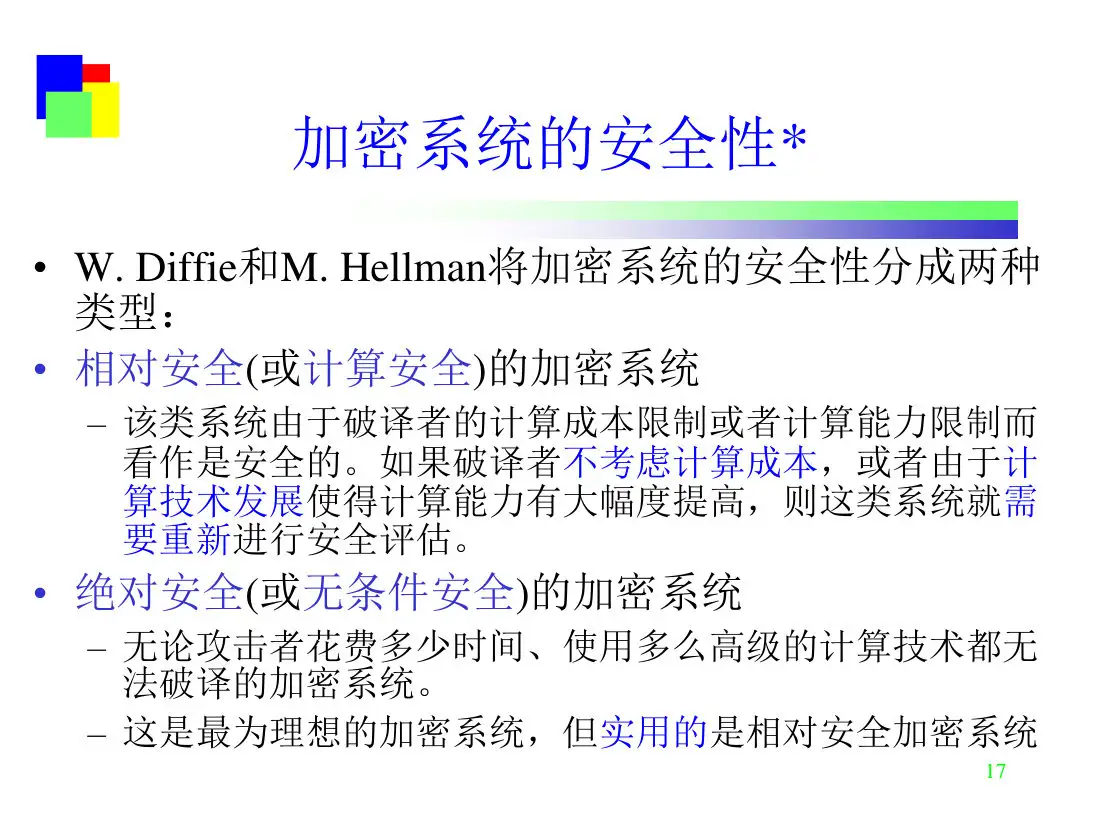 加密系统的安全性*
• W. Diffie和M. Hellman将加密系统的安全性分成两种
类型：
• 相对安全(或计算安全)的加密系统
– 该类系统由于破译者的计算成本限制或者计算能力限制而
看作是安全的。如果破译者不考虑计算成本，或者由于计
算技术发展使得计算能力有大幅度提高，则这类系统就需
要重新进行安全评估。
• 绝对安全(或无条件安全)的加密系统
– 无论攻击者花费多少时间、使用多么高级的计算技术都无
法破译的加密系统。
– 这是最为理想的加密系统，但实用的是相对安全加密系统
17